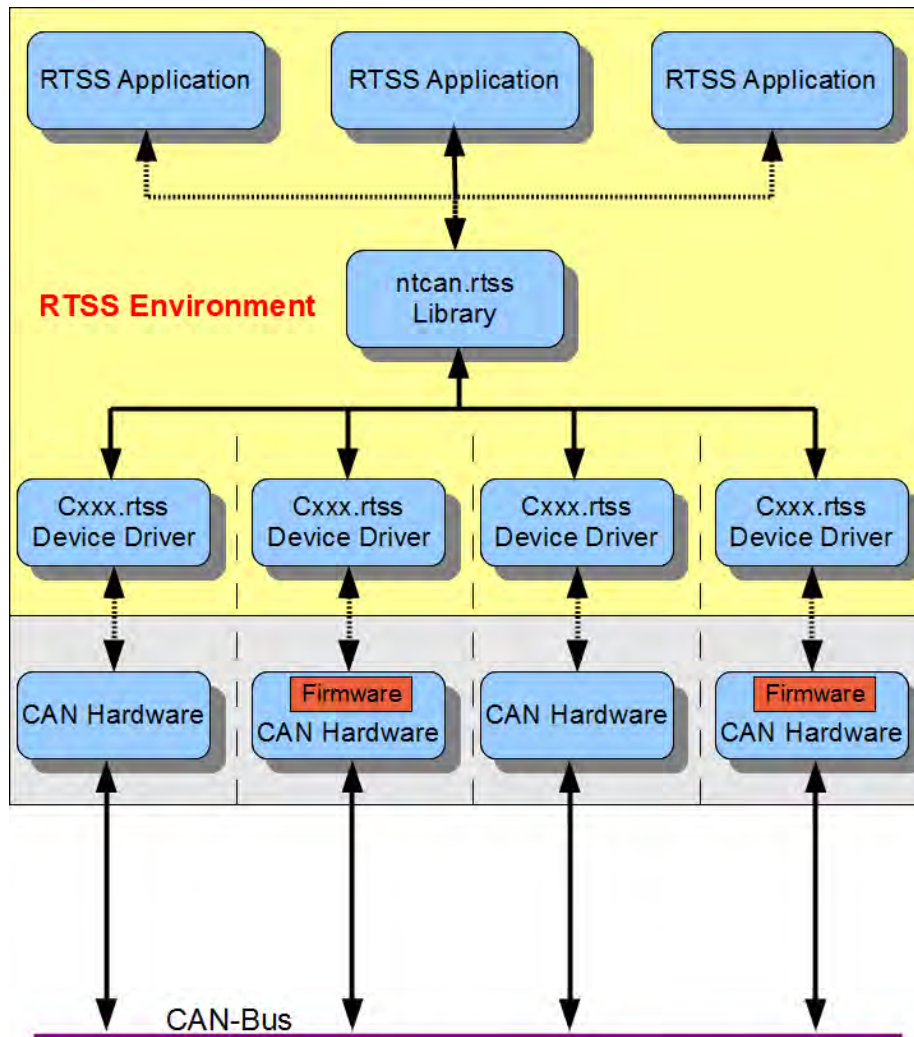 RTSS Application
RTSS Application
RTSS Application
ntcan.rtss
Library
RTSS Environment
Cxxx.rtss
Device Driver
Cxxx.rtss
Device Driver
Cxxx.rtss
Device Driver
Cxxx.rtss
Device Driver
CAN Hardware
Firmware
CAN Hardware
CAN Hardware
Firmware
CAN Hardware
CAN-Bus